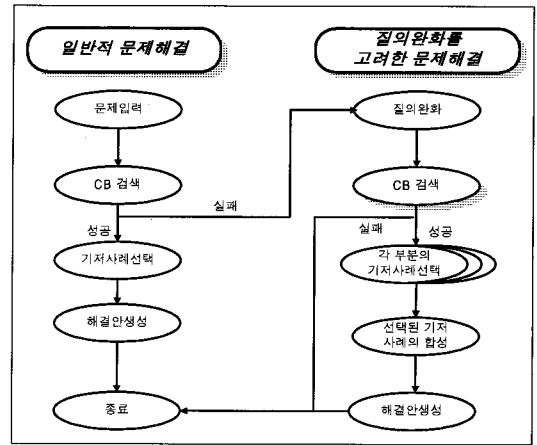 일반적 문제해결
질의완화를
고려한 문제해결
문제입력
질의완화
CB 검색
CB 검색
실패
성공
실패
성공
기저사례선택
각 부분의
기저사례선택
해결안생성
선택된 기저
사례의 합성
종료
해결안생성